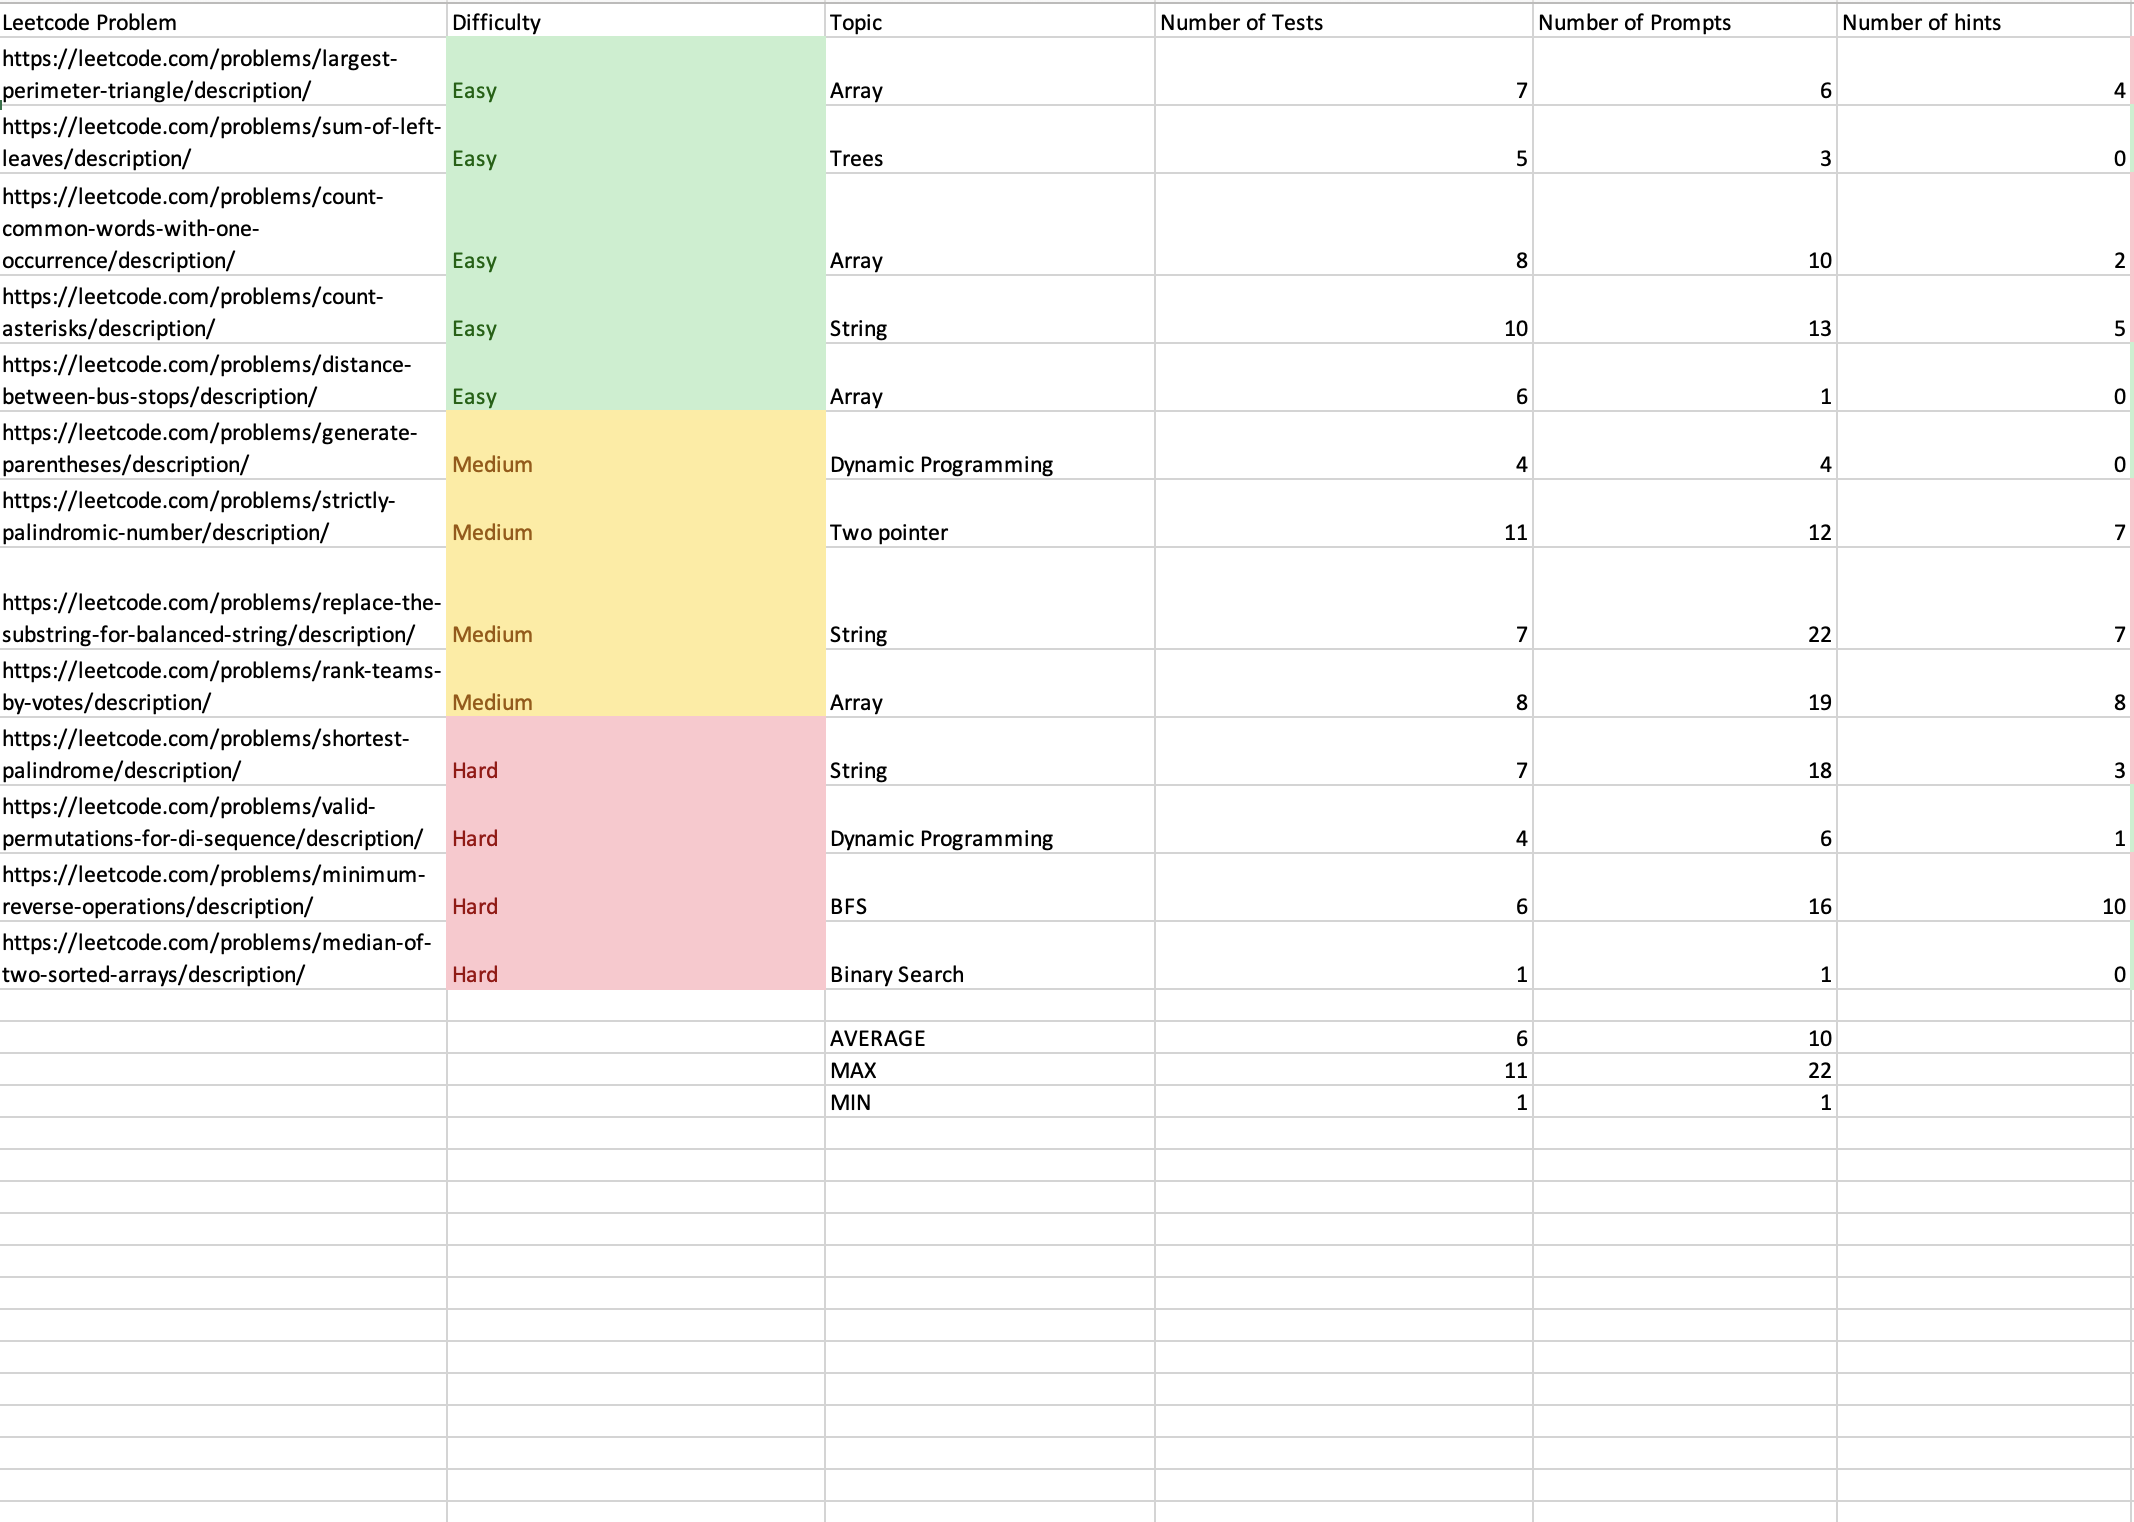 Leetcode Problem Difficulty Topic Number of Tests Number of Prompts Number of hints
https://leetcode.com/problems/largest-
perimeter-triangle/description/ Easy Array 7 6 4
https://leetcode.com/problems/sum-of-left-
leaves/description/ Easy Trees 5 3 0
https://leetcode.com/problems/count-
common-words-with-one-
occurrence/description/ Easy Array 8 10 2
https://leetcode.com/problems/count-
asterisks/description/ Easy String 10 13 5
https://leetcode.com/problems/distance-
between-bus-stops/description/ Easy Array 6 1 0
https://leetcode.com/problems/generate-
parentheses/description/ Medium Dynamic Programming 4 4 0
https://leetcode.com/problems/strictly-
palindromic-number/description/ Medium Two pointer 11 12 7
https://leetcode.com/problems/replace-the-
substring-for-balanced-string/description/ Medium String 7 22 7
https://leetcode.com/problems/rank-teams-
by-votes/description/ Medium Array 8 19 8
https://leetcode.com/problems/shortest-
palindrome/description/ Hard String 7 18 3
https://leetcode.com/problems/valid-
permutations-for-di-sequence/description/ Hard Dynamic Programming 4 6 1
https://leetcode.com/problems/minimum-
reverse-operations/description/ Hard BFS 6 16 10
https://leetcode.com/problems/median-of-
two-sorted-arrays/description/ Hard Binary Search 1 1 0
AVERAGE 6 10
MAX 11 22
MIN 1 1